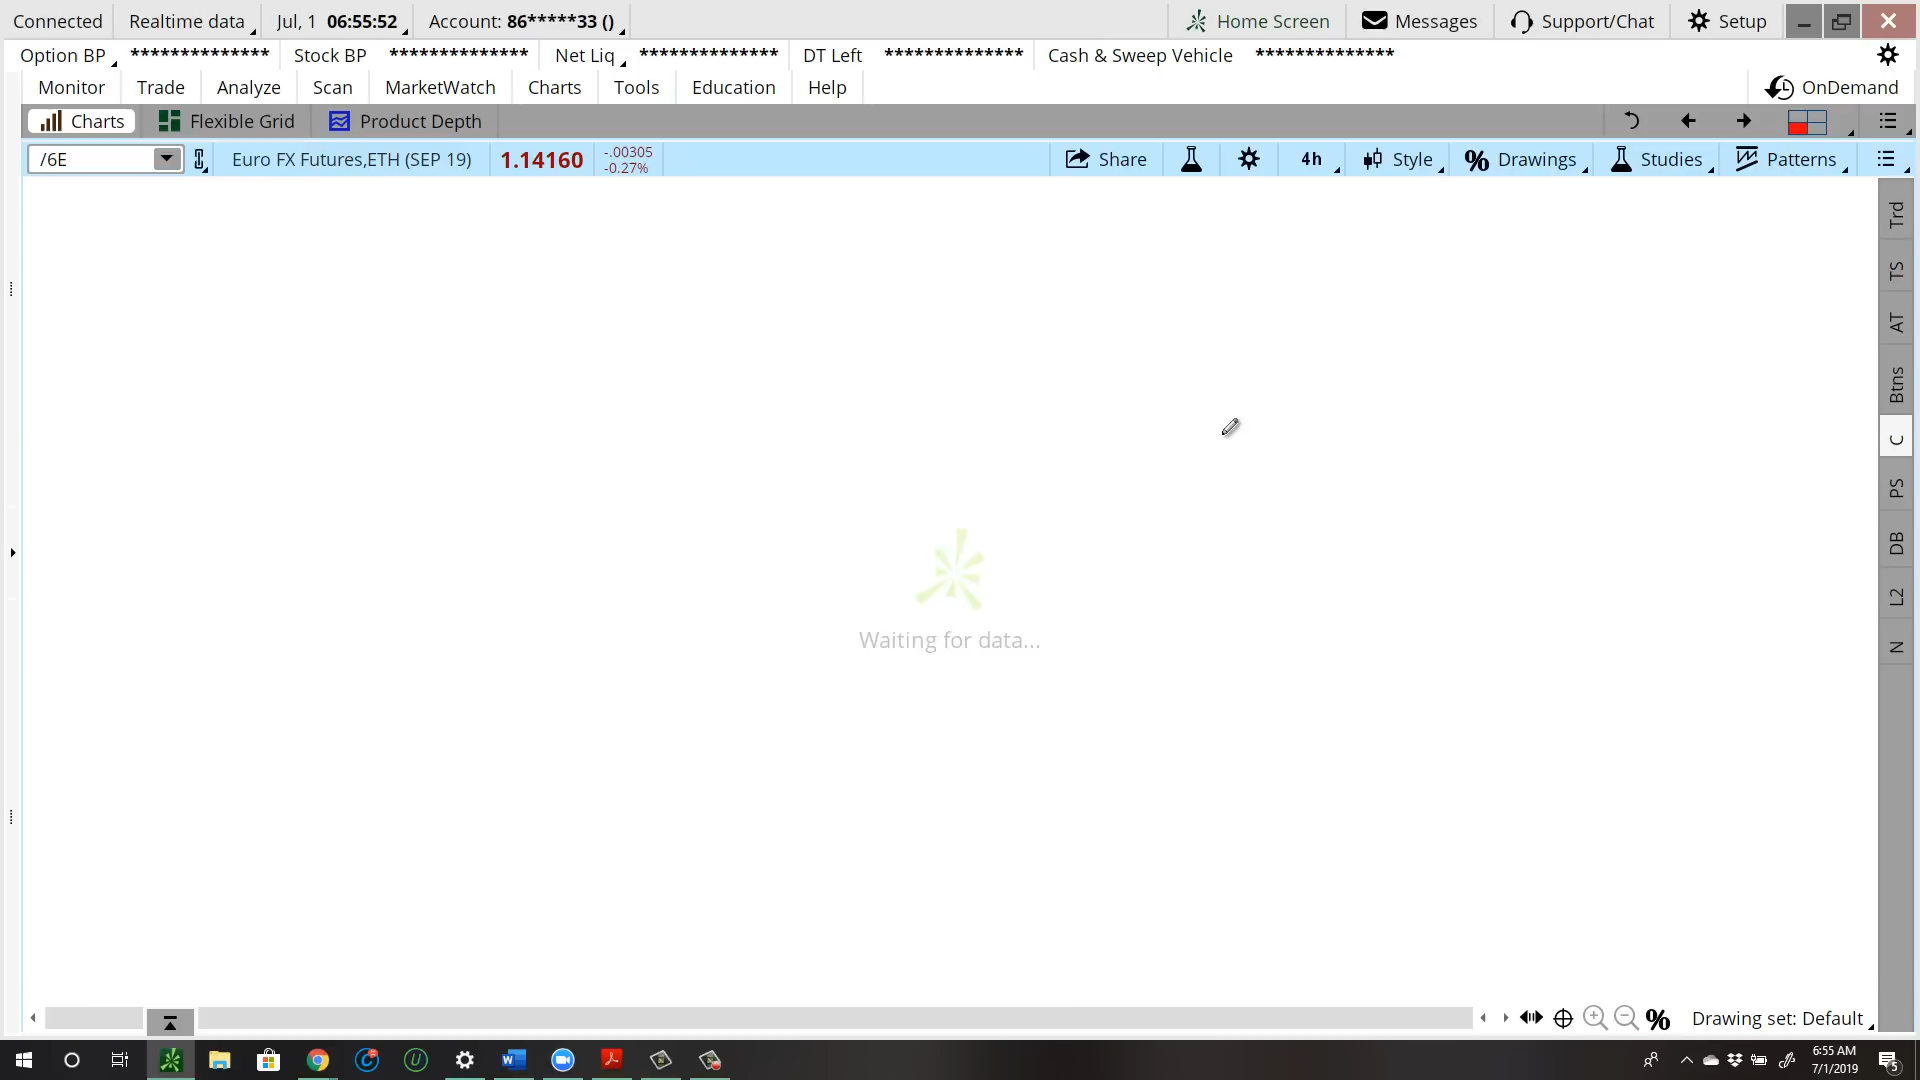 Connected Realtime data Jul, 1 06:55:52 Account: 86*****33 () Home Screen Messages Support/Chat Setup
Option BP ************** Stock BP ************** Net Liq ************** DT Left ************** Cash & Sweep Vehicle **************
Monitor Trade Analyze Scan MarketWatch Charts Tools Education Help OnDemand
Charts Flexible Grid Product Depth
/6E Euro FX Futures,ETH (SEP 19) 1.14160 -.00305 Share 4h Style Drawings Studies Patterns
-0.27%
Trd
TS
AT
Btns
C
PS
DB
L2
N
Waiting for data...
Drawing set: Default
6:55 AM
7/1/2019
5